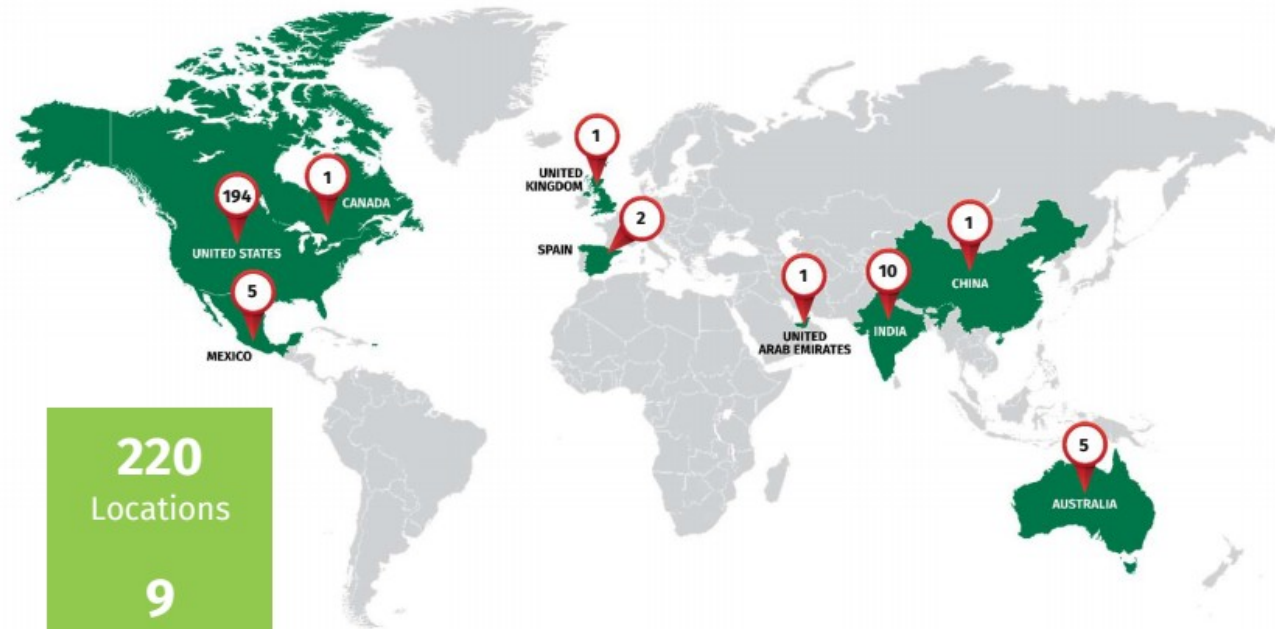 1
UNITED
KINGDOM
194
1
CANADA
2
1
UNITED STATES
SPAIN
1
10
5
CHINA
UNITED
ARAB EMIRATES
INDIA
MEXICO
220
Locations
5
AUSTRALIA
9